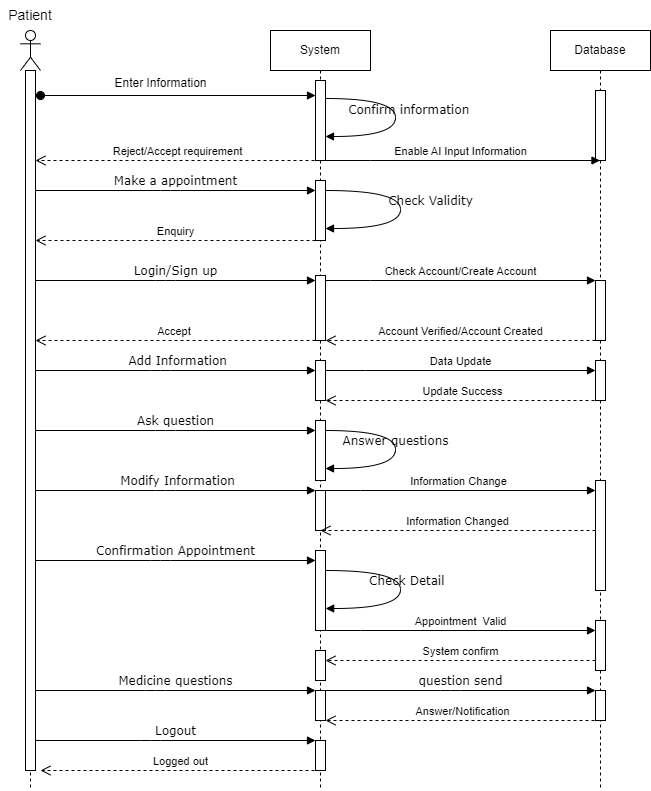 Patient
System
Database
Enter Information
Confirm information
Reject/Accept requirement
Enable AI Input Information
Make a appointment
Check Validity
Enquiry
Login/Sign up
Check Account/Create Account
Accept
Account Verified/Account Created
Add Information
Data Update
Update Success
Ask question
Answer questions
Modify Information
Information Change
Information Changed
Confirmation Appointment
Check Detail
Appointment Valid
System confirm
Medicine questions
question send
Answer/Notification
Logout
Logged out